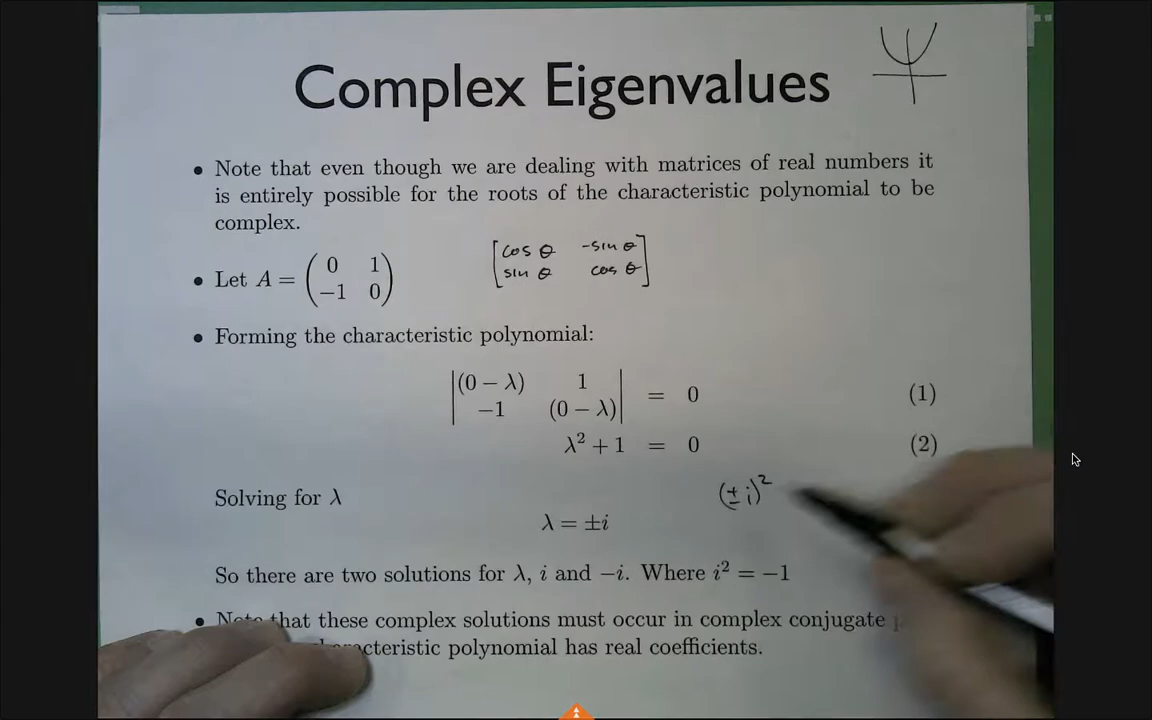 Complex Eigenvalues
• Note that even though we are dealing with matrices of real numbers it
is entirely possible for the roots of the characteristic polynomial to be
complex.
• Let A = ( 0 1 −1 0 )
[ cos θ -sin θ
sin θ cos θ ]
• Forming the characteristic polynomial:
|(0 − λ) 1
−1 (0 − λ)| = 0 (1)
λ² + 1 = 0 (2)
Solving for λ
(± i)²
λ = ±i
So there are two solutions for λ, i and −i. Where i² = −1
• Note that these complex solutions must occur in complex conjugate
polynomial has real coefficients.